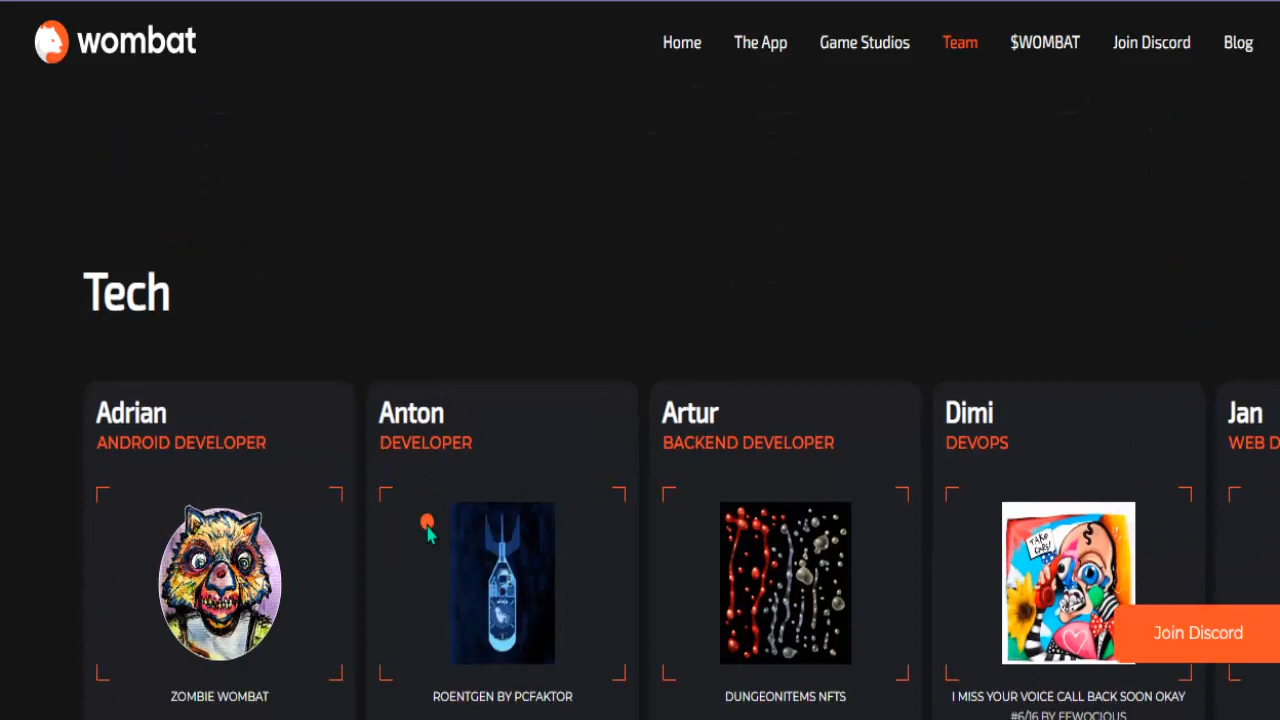 wombat
Home The App Game Studios Team $WOMBAT Join Discord Blog
Tech
Adrian
ANDROID DEVELOPER
ZOMBIE WOMBAT
Anton
DEVELOPER
ROENTGEN BY PCFAKTOR
Artur
BACKEND DEVELOPER
DUNGEONITEMS NFTS
Dimi
DEVOPS
TAKE CARE!
I MISS YOUR VOICE CALL BACK SOON OKAY
#6/16 BY FEWOCIOUS
Jan
WEB D
Join Discord